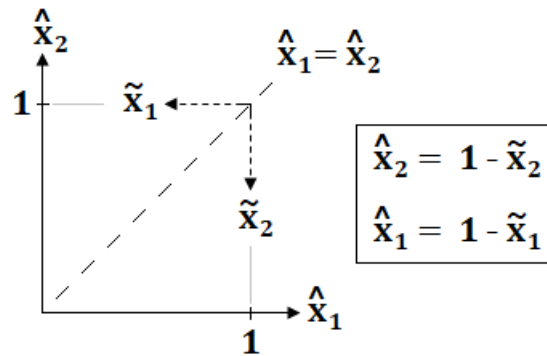 x̂₂
x̂₁ = x̂₂
1
x̃₁
x̂₂ = 1 - x̃₂
x̃₂
x̂₁ = 1 - x̃₁
x̂₁
1